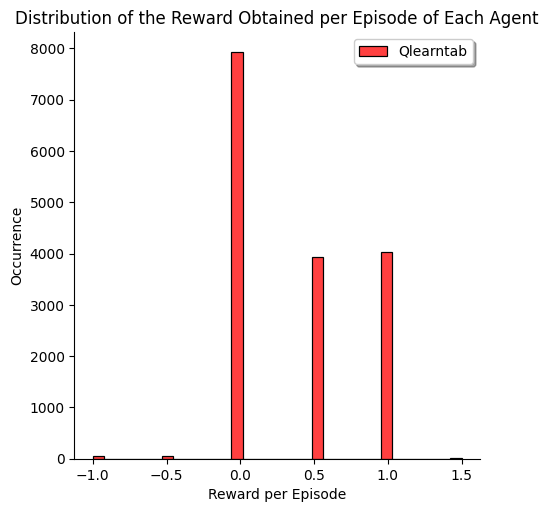 Distribution of the Reward Obtained per Episode of Each Agent
Qlearntab
8000
7000
6000
5000
4000
3000
2000
1000
0
Occurrence
−1.0 −0.5 0.0 0.5 1.0 1.5
Reward per Episode